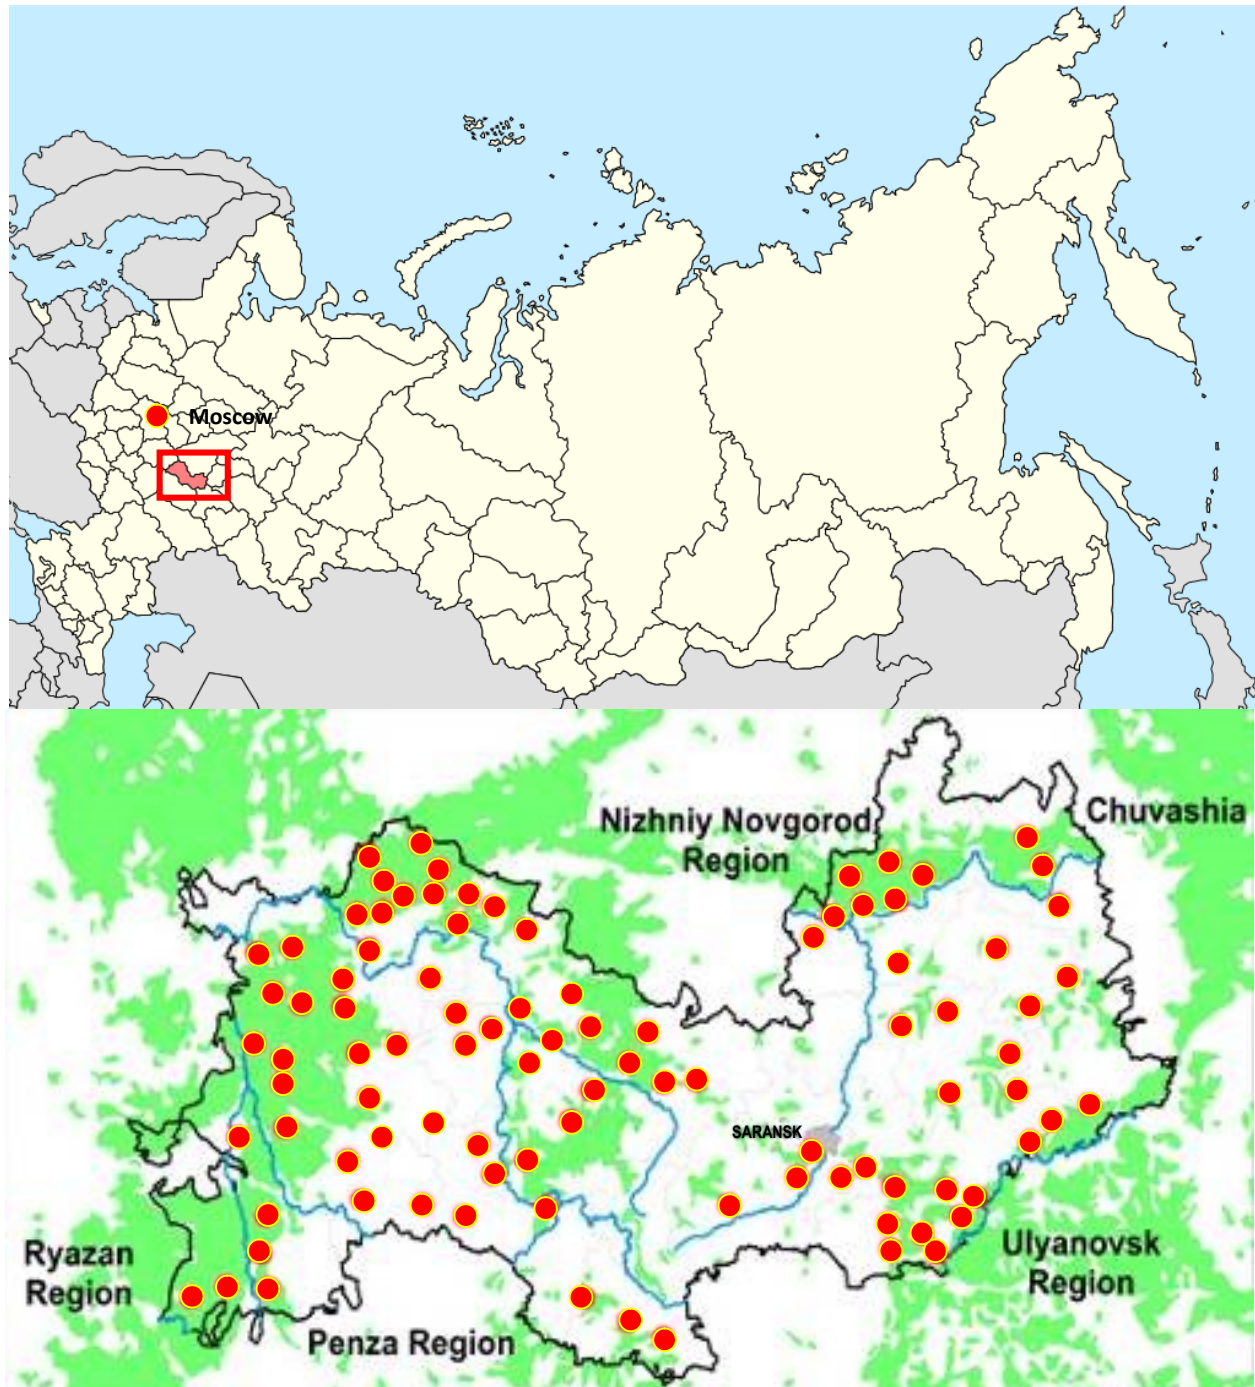 Moscow
Nizhniy Novgorod
Region
Chuvashia
SARANSK
Ryazan
Region
Ulyanovsk
Region
Penza Region